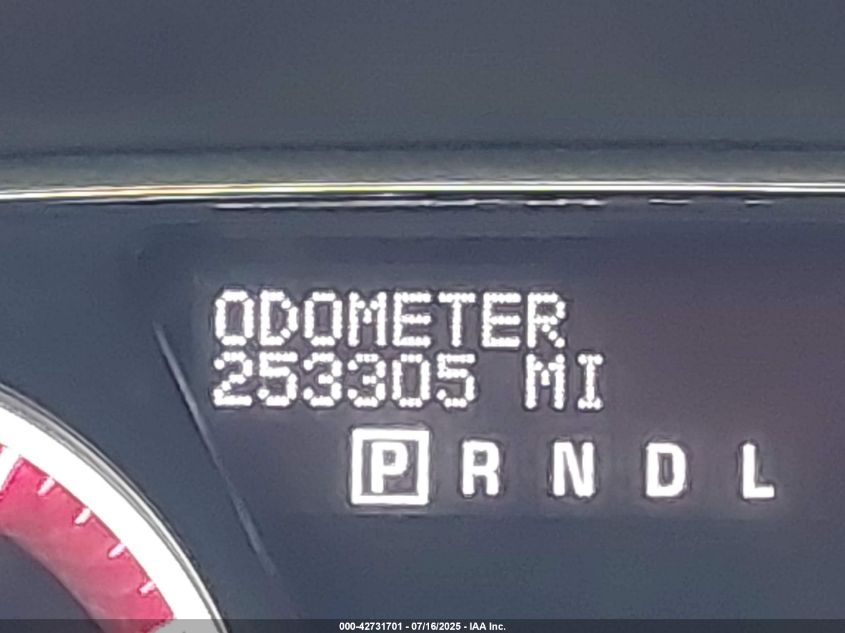 ODOMETER
253305 MI
P R N D L
000-42731701 - 07/16/2025 - IAA Inc.